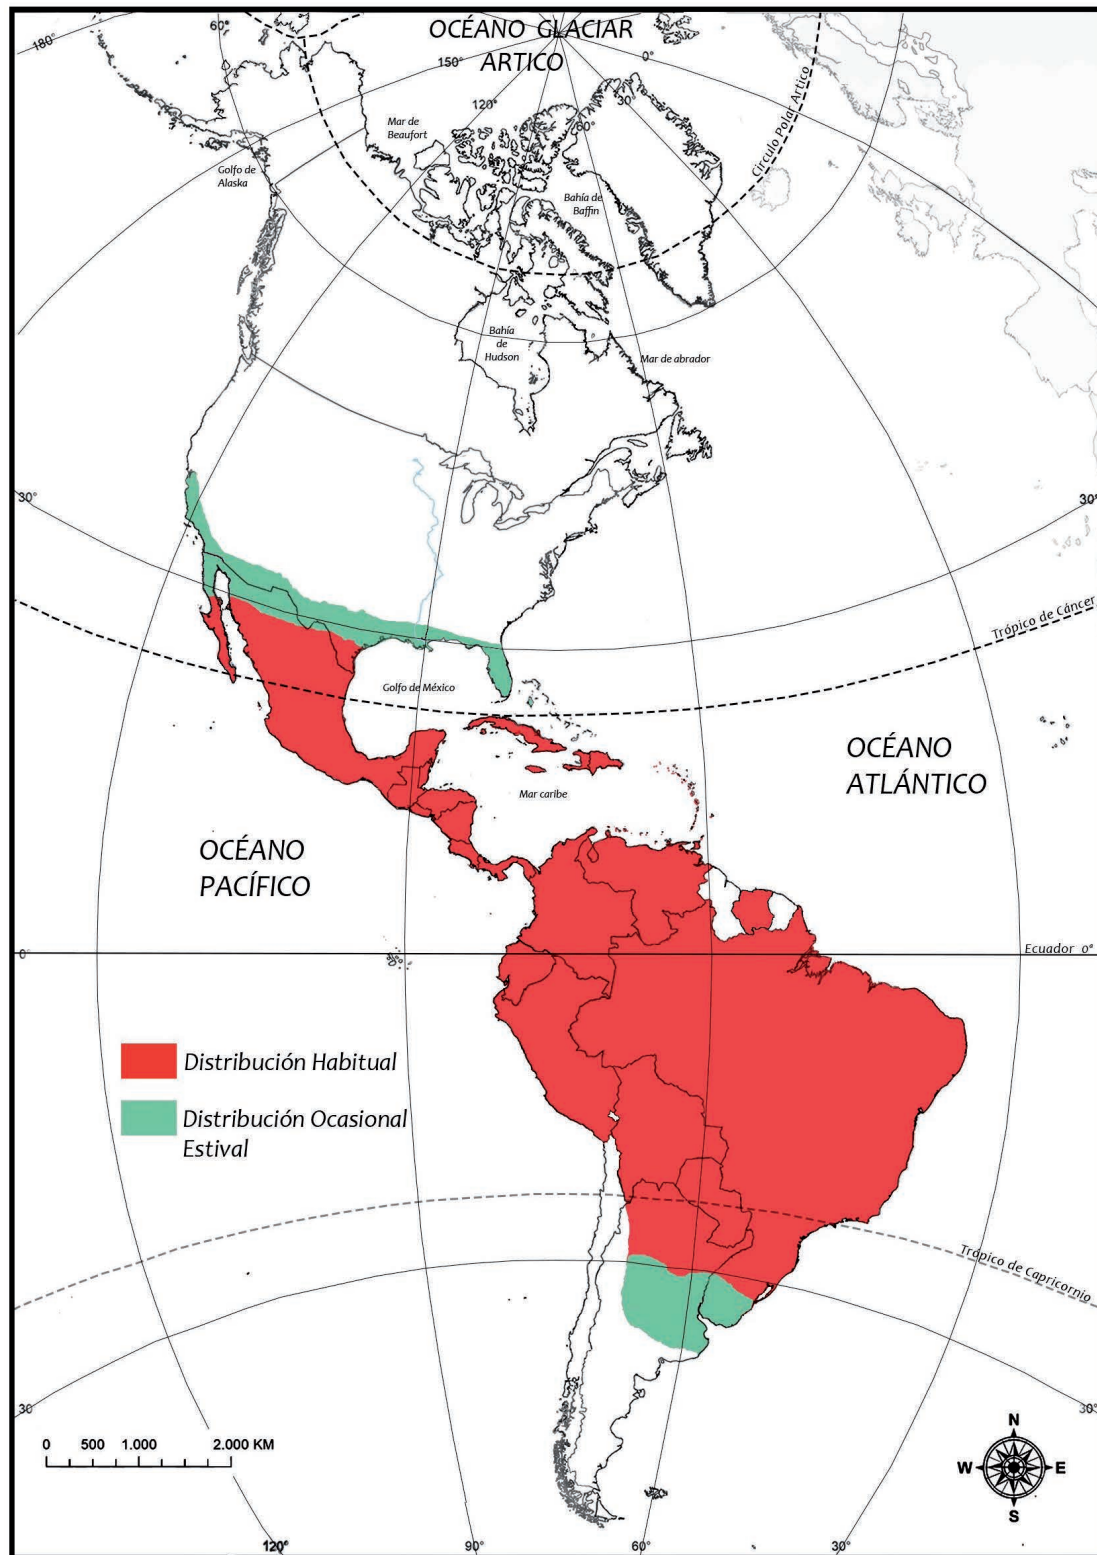 OCÉANO GLACIAR
ARTICO
180°
60°
150°
0°
120°
30°
90°
60°
Circulo Polar Artico
Mar de
Beaufort
Golfo de
Alaska
Bahía de
Baffin
Bahía
de
Hudson
Mar de abrador
30°
30°
Trópico de Cáncer
Golfo de México
OCÉANO
ATLÁNTICO
Mar caribe
OCÉANO
PACÍFICO
0°
Ecuador 0°
Distribución Habitual
Distribución Ocasional
Estival
Trópico de Capricornio
30
30°
0 500 1.000 2.000 KM
N
W E
S
120°
90°
60°
30°